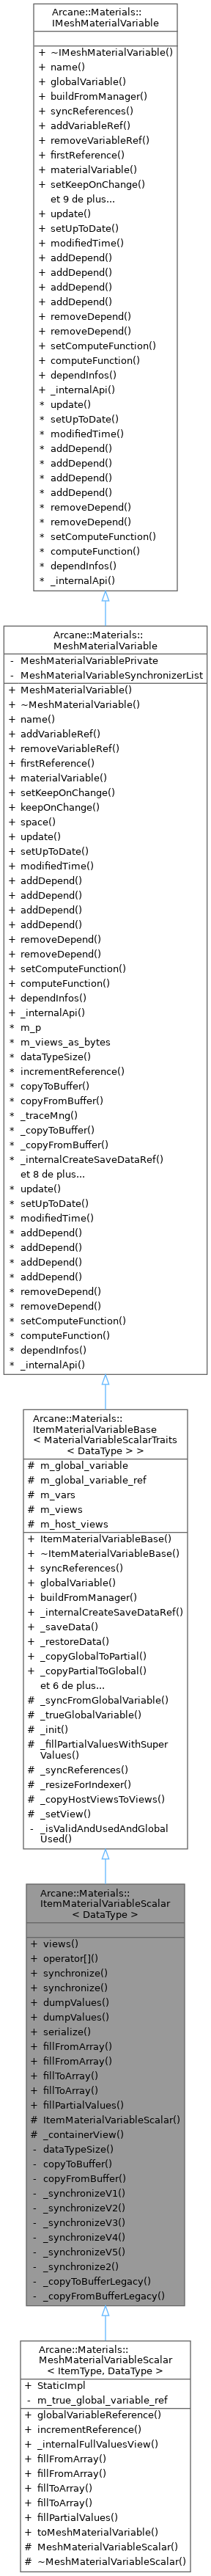 Arcane::Materials::
IMeshMaterialVariable
+ ~IMeshMaterialVariable()
+ name()
+ globalVariable()
+ buildFromManager()
+ syncReferences()
+ addVariableRef()
+ removeVariableRef()
+ firstReference()
+ materialVariable()
+ setKeepOnChange()
et 9 de plus...
+ update()
+ setUpToDate()
+ modifiedTime()
+ addDepend()
+ addDepend()
+ addDepend()
+ addDepend()
+ removeDepend()
+ removeDepend()
+ setComputeFunction()
+ computeFunction()
+ dependInfos()
+ _internalApi()
* update()
* setUpToDate()
* modifiedTime()
* addDepend()
* addDepend()
* addDepend()
* addDepend()
* removeDepend()
* removeDepend()
* setComputeFunction()
* computeFunction()
* dependInfos()
* _internalApi()
Arcane::Materials::
MeshMaterialVariable
- MeshMaterialVariablePrivate
- MeshMaterialVariableSynchronizerList
+ MeshMaterialVariable()
+ ~MeshMaterialVariable()
+ name()
+ addVariableRef()
+ removeVariableRef()
+ firstReference()
+ materialVariable()
+ setKeepOnChange()
+ keepOnChange()
+ space()
+ update()
+ setUpToDate()
+ modifiedTime()
+ addDepend()
+ addDepend()
+ addDepend()
+ addDepend()
+ removeDepend()
+ removeDepend()
+ setComputeFunction()
+ computeFunction()
+ dependInfos()
+ _internalApi()
* m_p
* m_views_as_bytes
* dataTypeSize()
* incrementReference()
* copyToBuffer()
* copyFromBuffer()
* _traceMng()
* _copyToBuffer()
* _copyFromBuffer()
* _internalCreateSaveDataRef()
et 8 de plus...
* update()
* setUpToDate()
* modifiedTime()
* addDepend()
* addDepend()
* addDepend()
* addDepend()
* removeDepend()
* removeDepend()
* setComputeFunction()
* computeFunction()
* dependInfos()
* _internalApi()
Arcane::Materials::
ItemMaterialVariableBase
< MaterialVariableScalarTraits
< DataType > >
# m_global_variable
# m_global_variable_ref
# m_vars
# m_views
# m_host_views
+ ItemMaterialVariableBase()
+ ~ItemMaterialVariableBase()
+ syncReferences()
+ globalVariable()
+ buildFromManager()
+ _internalCreateSaveDataRef()
+ _saveData()
+ _restoreData()
+ _copyGlobalToPartial()
+ _copyPartialToGlobal()
et 6 de plus...
# _syncFromGlobalVariable()
# _trueGlobalVariable()
# _init()
# _fillPartialValuesWithSuper
Values()
# _syncReferences()
# _resizeForIndexer()
# _copyHostViewsToViews()
# _setView()
- _isValidAndUsedAndGlobal
Used()
Arcane::Materials::
ItemMaterialVariableScalar
< DataType >
+ views()
+ operator[]()
+ synchronize()
+ synchronize()
+ dumpValues()
+ dumpValues()
+ serialize()
+ fillFromArray()
+ fillFromArray()
+ fillToArray()
+ fillToArray()
+ fillPartialValues()
# ItemMaterialVariableScalar()
# _containerView()
- dataTypeSize()
- copyToBuffer()
- copyFromBuffer()
- _synchronizeV1()
- _synchronizeV2()
- _synchronizeV3()
- _synchronizeV4()
- _synchronizeV5()
- _synchronize2()
- _copyToBufferLegacy()
- _copyFromBufferLegacy()
Arcane::Materials::
MeshMaterialVariableScalar
< ItemType, DataType >
+ StaticImpl
- m_true_global_variable_ref
+ globalVariableReference()
+ incrementReference()
+ _internalFullValuesView()
+ fillFromArray()
+ fillFromArray()
+ fillToArray()
+ fillToArray()
+ fillPartialValues()
+ toMeshMaterialVariable()
# MeshMaterialVariableScalar()
# ~MeshMaterialVariableScalar()